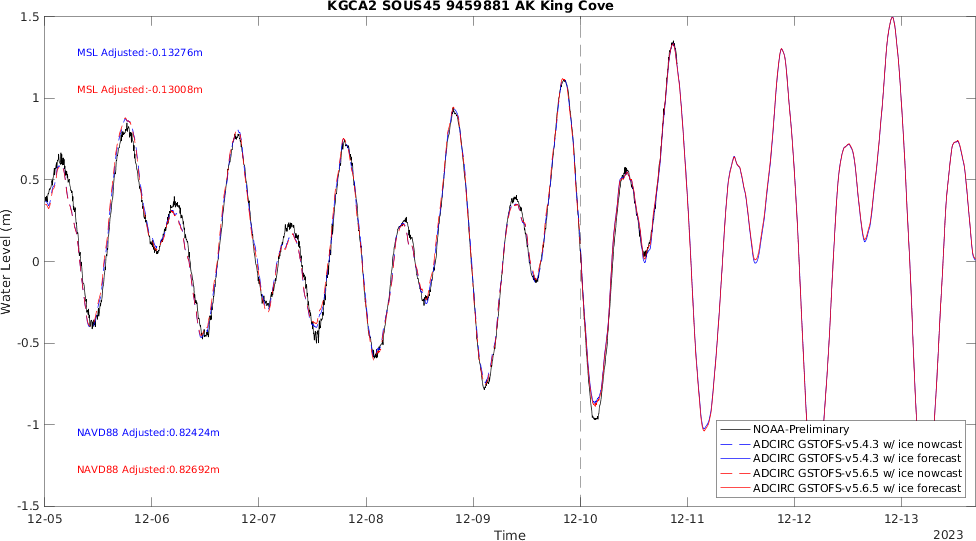 KGCA2 SOUS45 9459881 AK King Cove
1.5
MSL Adjusted:-0.13276m
MSL Adjusted:-0.13008m
1
0.5
0
-0.5
-1
-1.5
Water Level (m)
NAVD88 Adjusted:0.82424m
NAVD88 Adjusted:0.82692m
NOAA-Preliminary
ADCIRC GSTOFS-v5.4.3 w/ ice nowcast
ADCIRC GSTOFS-v5.4.3 w/ ice forecast
ADCIRC GSTOFS-v5.6.5 w/ ice nowcast
ADCIRC GSTOFS-v5.6.5 w/ ice forecast
12-05 12-06 12-07 12-08 12-09 12-10 12-11 12-12 12-13
Time
2023